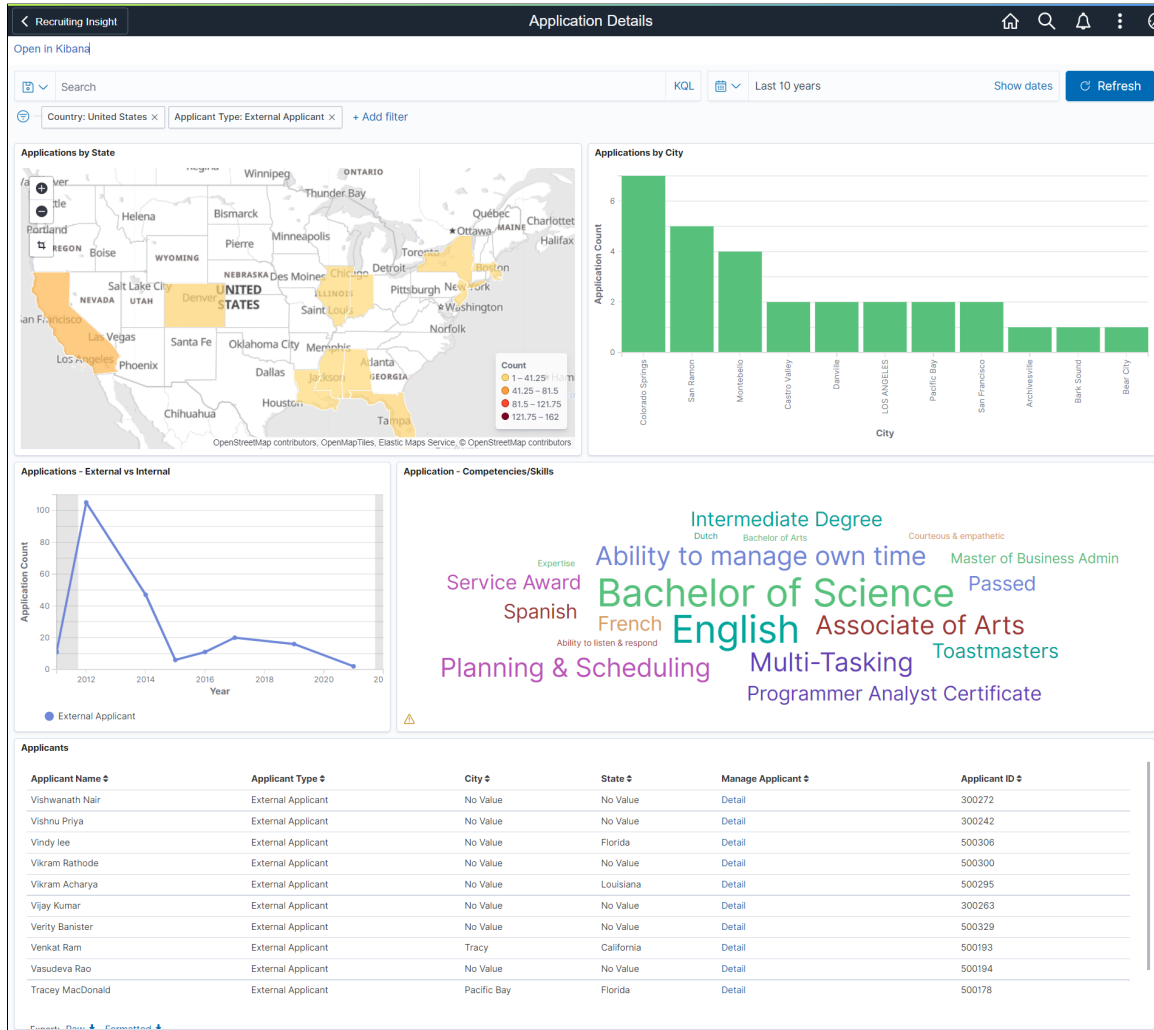 Recruiting Insight
Application Details
Open in Kibana
Search
KQL
Last 10 years
Show dates
Refresh
Country: United States ×
Applicant Type: External Applicant ×
+ Add filter
Applications by State
Winnipeg
ONTARIO
Thunder Bay
Helena
Bismarck
Québec
Charlottet
MAINE
Portland
Minneapolis
Ottawa
Halifax
Boise
Pierre
WYOMING
Toronto
NEBRASKA
Des Moines
Chicago
Detroit
Boston
Salt Lake City
UNITED
STATES
Pittsburgh
New York
NEVADA
UTAH
Denver
ILLINOIS
Washington
San Francisco
Saint Louis
Norfolk
Las Vegas
Santa Fe
Oklahoma City
Memphis
Los Angeles
Phoenix
Atlanta
Dallas
Jackson
GEORGIA
Houston
Chihuahua
Tampa
Count
1 – 41.25
41.25 – 81.5
81.5 – 121.75
121.75 – 162
OpenStreetMap contributors, OpenMapTiles, Elastic Maps Service, © OpenStreetMap contributors
Applications by City
Application Count
6
4
2
0
Colorado Springs
San Ramon
Montebello
Castro Valley
Danville
LOS ANGELES
Pacific Bay
San Francisco
Archivesville
Bark Sound
Bear City
City
Applications - External vs Internal
Application Count
100
80
60
40
20
0
2012 2014 2016 2018 2020 20
Year
External Applicant
Application - Competencies/Skills
Intermediate Degree
Dutch
Bachelor of Arts
Courteous & empathetic
Expertise
Ability to manage own time
Master of Business Admin
Service Award
Bachelor of Science
Passed
Spanish
French
English
Associate of Arts
Ability to listen & respond
Toastmasters
Planning & Scheduling
Multi-Tasking
Programmer Analyst Certificate
Applicants
Applicant Name Applicant Type City State Manage Applicant Applicant ID
Vishwanath Nair External Applicant No Value No Value Detail 300272
Vishnu Priya External Applicant No Value No Value Detail 300242
Vindy lee External Applicant No Value Florida Detail 500306
Vikram Rathode External Applicant No Value No Value Detail 500300
Vikram Acharya External Applicant No Value Louisiana Detail 500295
Vijay Kumar External Applicant No Value No Value Detail 300263
Verity Banister External Applicant No Value No Value Detail 500329
Venkat Ram External Applicant Tracy California Detail 500193
Vasudeva Rao External Applicant No Value No Value Detail 500194
Tracey MacDonald External Applicant Pacific Bay Florida Detail 500178
Export: Raw Formatted